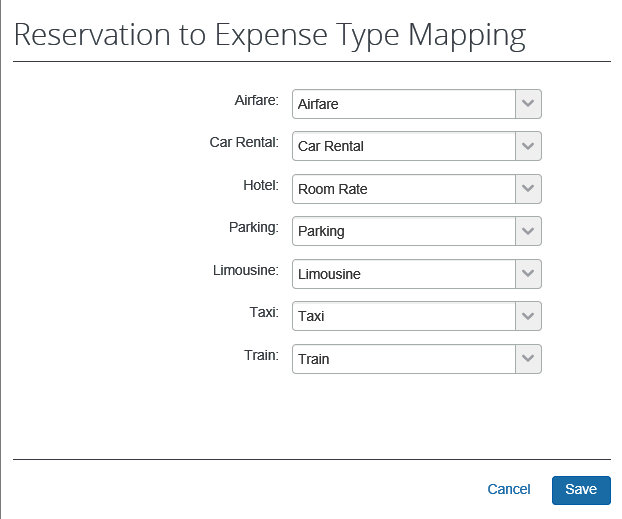 Reservation to Expense Type Mapping
Airfare: Airfare
Car Rental: Car Rental
Hotel: Room Rate
Parking: Parking
Limousine: Limousine
Taxi: Taxi
Train: Train
Cancel Save